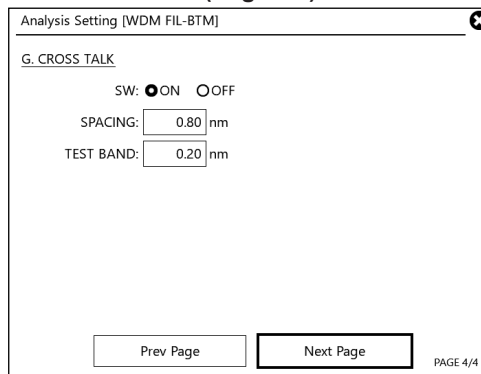 Analysis Setting [WDM FIL-BTM]
G. CROSS TALK
SW: ON OFF
SPACING: 0.80 nm
TEST BAND: 0.20 nm
Prev Page Next Page PAGE 4/4